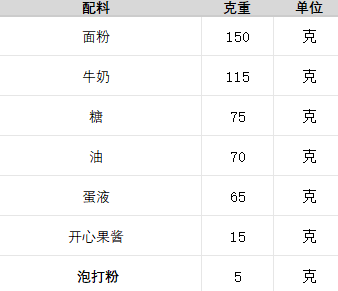 配料 克重 单位
面粉 150 克
牛奶 115 克
糖 75 克
油 70 克
蛋液 65 克
开心果酱 15 克
泡打粉 5 克